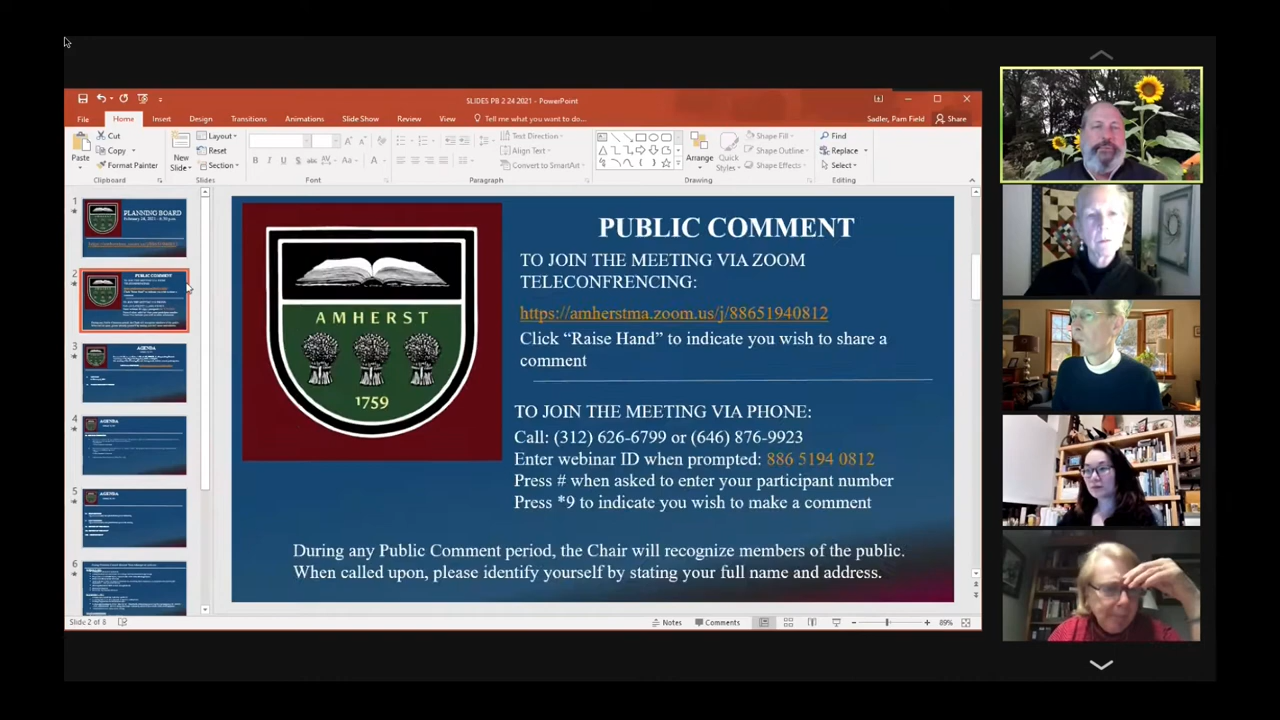 SLIDES PB 2 24 2021 - PowerPoint
File Home Insert Design Transitions Animations Slide Show Review View Tell me what you want to do... Sadler, Pam Field Share
Paste Cut Copy Format Painter
Clipboard
New Slide Layout Reset Section
Slides
Font
Text Direction Align Text Convert to SmartArt
Paragraph
Arrange Quick Styles Shape Fill Shape Outline Shape Effects
Drawing
Find Replace Select
Editing
1
PLANNING BOARD
2
PUBLIC COMMENT
3
AGENDA
4
AGENDA
5
AGENDA
6
AMHERST
1759
PUBLIC COMMENT
TO JOIN THE MEETING VIA ZOOM
TELECONFRENCING:
https://amherstma.zoom.us/j/88651940812
Click “Raise Hand” to indicate you wish to share a
comment
TO JOIN THE MEETING VIA PHONE:
Call: (312) 626-6799 or (646) 876-9923
Enter webinar ID when prompted: 886 5194 0812
Press # when asked to enter your participant number
Press *9 to indicate you wish to make a comment
During any Public Comment period, the Chair will recognize members of the public.
When called upon, please identify yourself by stating your full name and address.
Slide 2 of 8 Notes Comments 89%